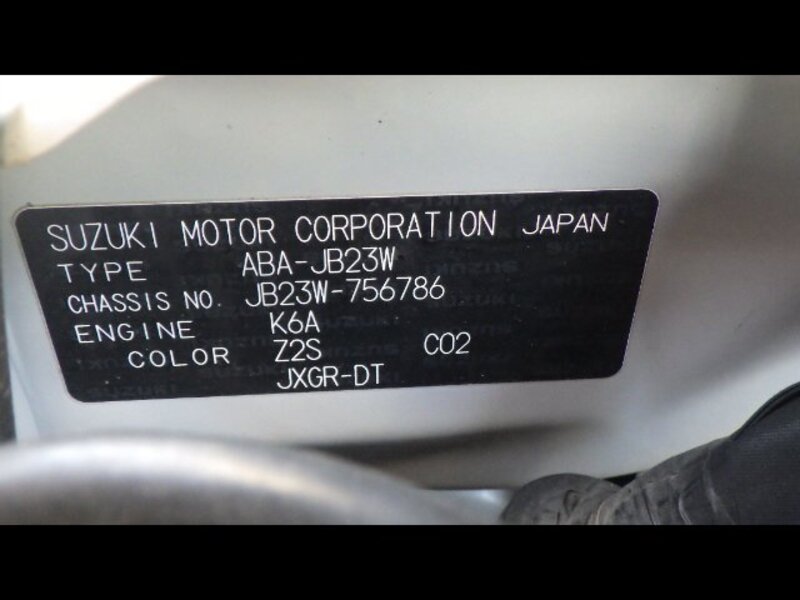 SUZUKI MOTOR CORPORATION JAPAN
TYPE ABA-JB23W
CHASSIS NO. JB23W-756786
ENGINE K6A
COLOR Z2S C02
JXGR-DT